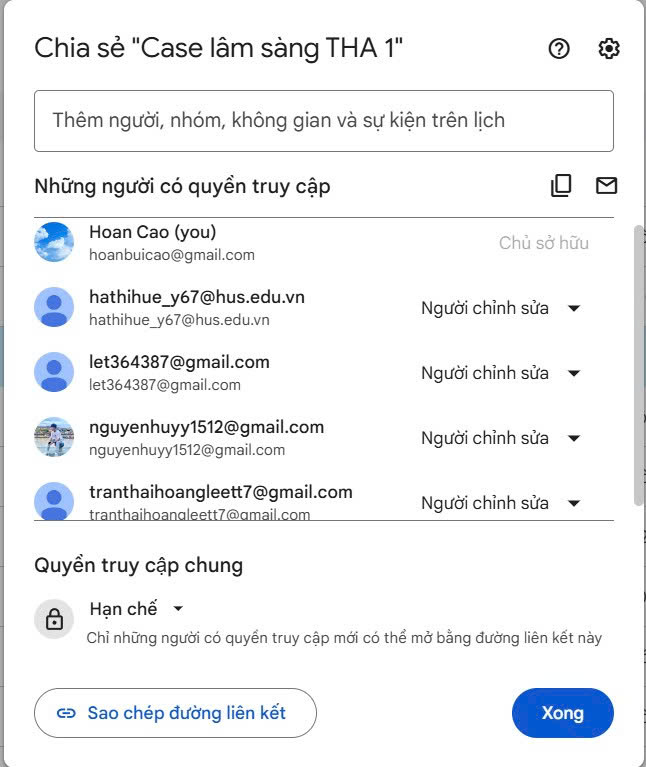 Chia sẻ "Case lâm sàng THA 1"
Thêm người, nhóm, không gian và sự kiện trên lịch
Những người có quyền truy cập
Hoan Cao (you)
hoanbuicao@gmail.com
Chủ sở hữu
hathihue_y67@hus.edu.vn
hathihue_y67@hus.edu.vn
Người chỉnh sửa
let364387@gmail.com
let364387@gmail.com
Người chỉnh sửa
nguyenhuyy1512@gmail.com
nguyenhuyy1512@gmail.com
Người chỉnh sửa
tranthaihoangleett7@gmail.com
tranthaihoangleett7@gmail.com
Người chỉnh sửa
Quyền truy cập chung
Hạn chế
Chỉ những người có quyền truy cập mới có thể mở bằng đường liên kết này
Sao chép đường liên kết
Xong